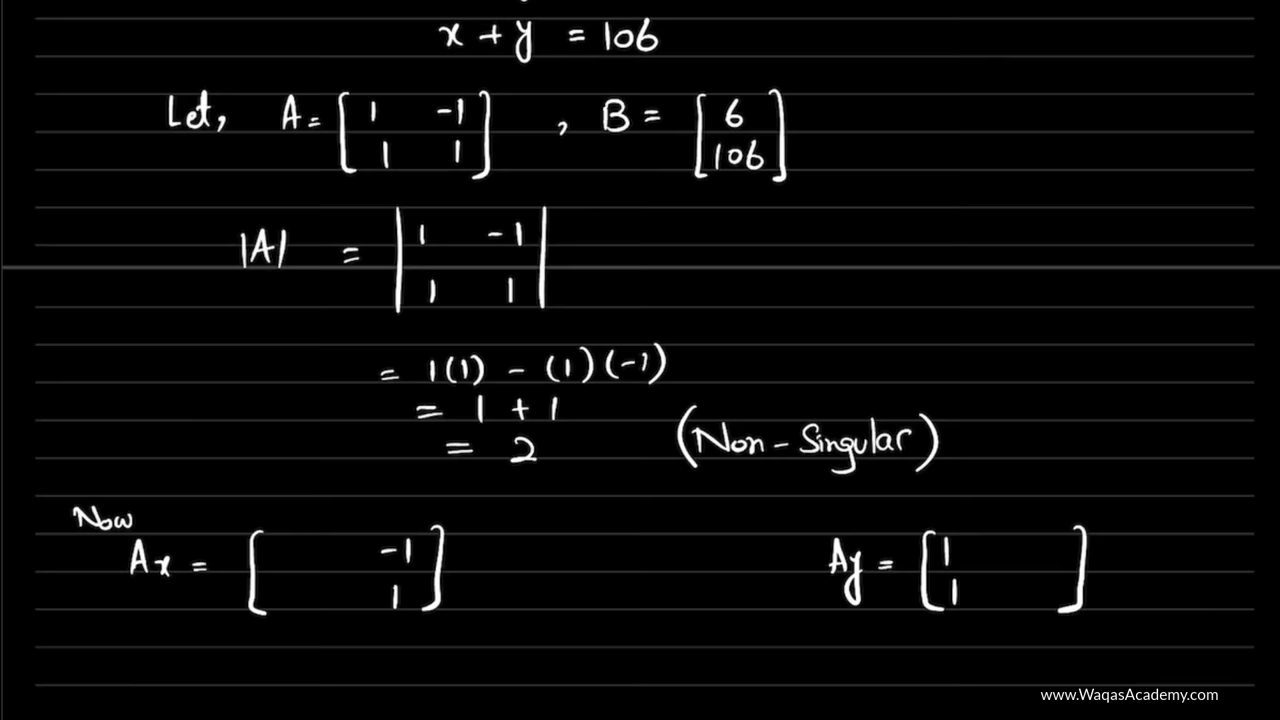 x + y = 106
Let, A = [ 1 -1 ] , B = [ 6 ]
[ 1 1 ] [ 106 ]
|A| = | 1 -1 |
| 1 1 |
= 1(1) - (1)(-1)
= 1 + 1
= 2 (Non-Singular)
Now
Ax = [ -1 ] Ay = [ 1 ]
[ 1 ] [ 1 ]
www.WaqasAcademy.com